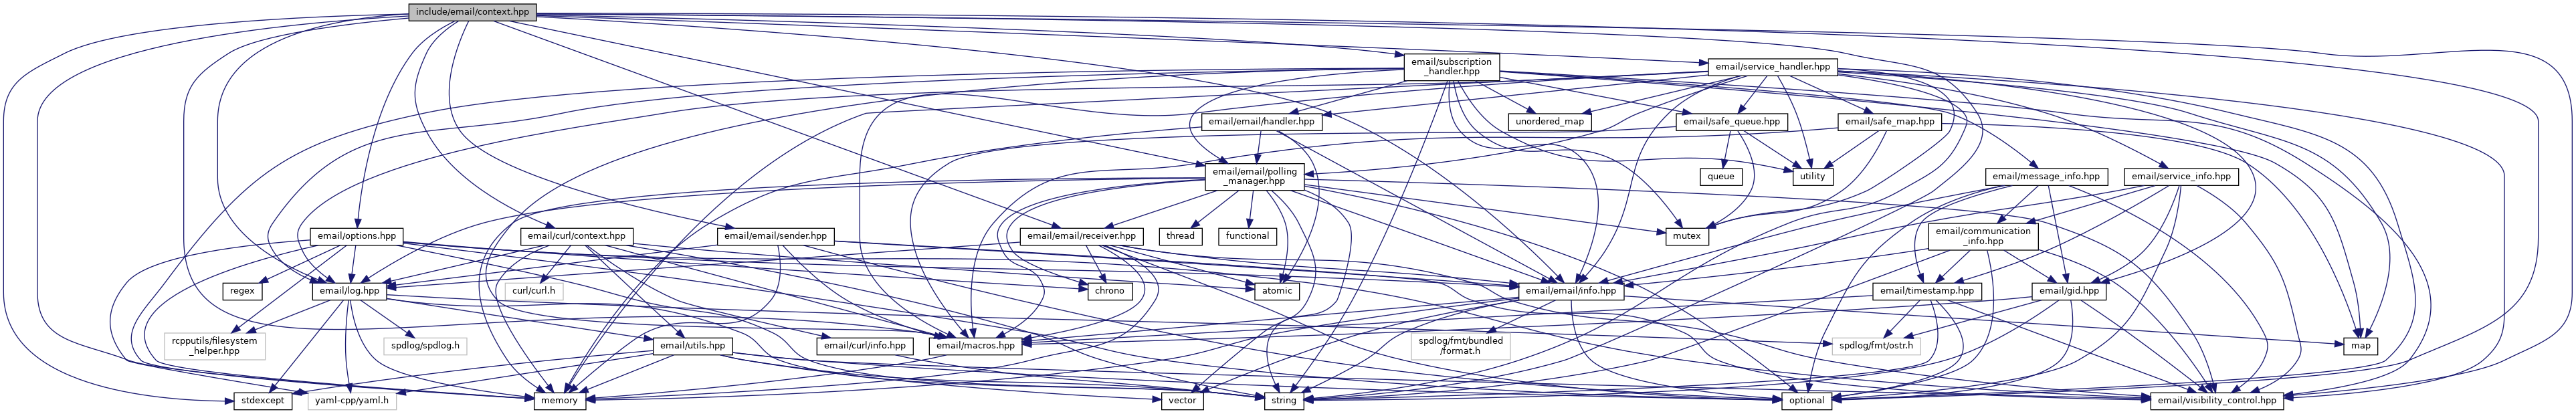 include/email/context.hpp
email/subscription
_handler.hpp
email/service_handler.hpp
email/email/handler.hpp
unordered_map
email/safe_queue.hpp
email/safe_map.hpp
email/email/polling
_manager.hpp
queue
utility
email/message_info.hpp
email/service_info.hpp
email/options.hpp
email/curl/context.hpp
email/email/sender.hpp
email/email/receiver.hpp
thread
functional
mutex
email/communication
_info.hpp
regex
email/log.hpp
curl/curl.h
chrono
atomic
email/email/info.hpp
email/timestamp.hpp
email/gid.hpp
rcpputils/filesystem
_helper.hpp
spdlog/spdlog.h
email/utils.hpp
email/curl/info.hpp
email/macros.hpp
spdlog/fmt/bundled
/format.h
spdlog/fmt/ostr.h
map
stdexcept
yaml-cpp/yaml.h
memory
vector
string
optional
email/visibility_control.hpp